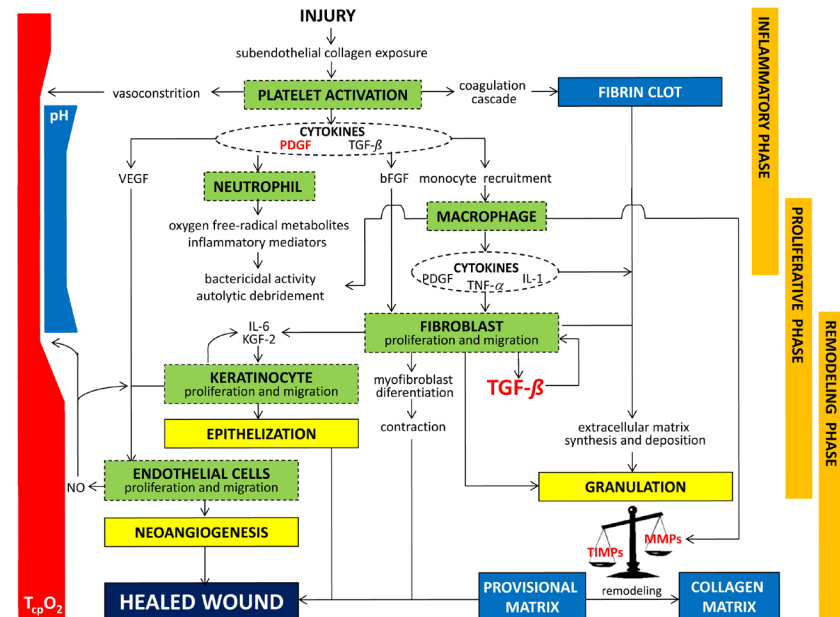 INJURY
subendothelial collagen exposure
vasoconstrition
PLATELET ACTIVATION
coagulation
cascade
FIBRIN CLOT
pH
CYTOKINES
PDGF TGF-ß
VEGF
NEUTROPHIL
bFGF
monocyte recruitment
oxygen free-radical metabolites
inflammatory mediators
MACROPHAGE
bactericidal activity
autolytic debridement
CYTOKINES
PDGF TNF-α IL-1
IL-6
KGF-2
FIBROBLAST
proliferation and migration
KERATINOCYTE
proliferation and migration
myofibroblast
diferentiation
TGF-ß
contraction
extracellular matrix
synthesis and deposition
EPITHELIZATION
ENDOTHELIAL CELLS
proliferation and migration
NO
GRANULATION
NEOANGIOGENESIS
TIMPs
MMPs
TcpO2
HEALED WOUND
PROVISIONAL
MATRIX
remodeling
COLLAGEN
MATRIX
INFLAMMATORY PHASE
PROLIFERATIVE PHASE
REMODELING PHASE